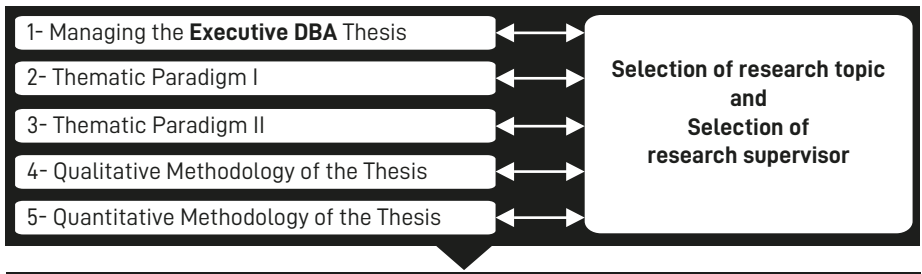 1- Managing the Executive DBA Thesis
2- Thematic Paradigm I
3- Thematic Paradigm II
4- Qualitative Methodology of the Thesis
5- Quantitative Methodology of the Thesis
Selection of research topic
and
Selection of
research supervisor